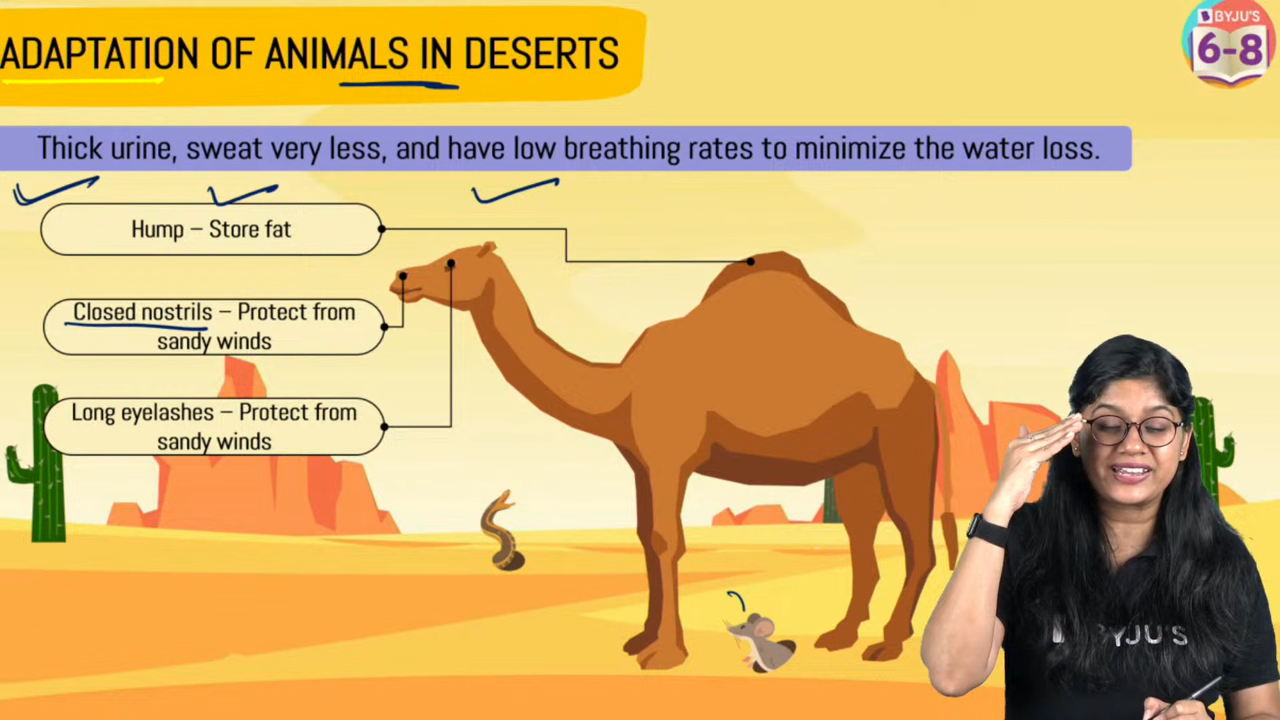 ADAPTATION OF ANIMALS IN DESERTS
BYJU'S
6-8
Thick urine, sweat very less, and have low breathing rates to minimize the water loss.
Hump – Store fat
Closed nostrils – Protect from
sandy winds
Long eyelashes – Protect from
sandy winds
BYJU'S